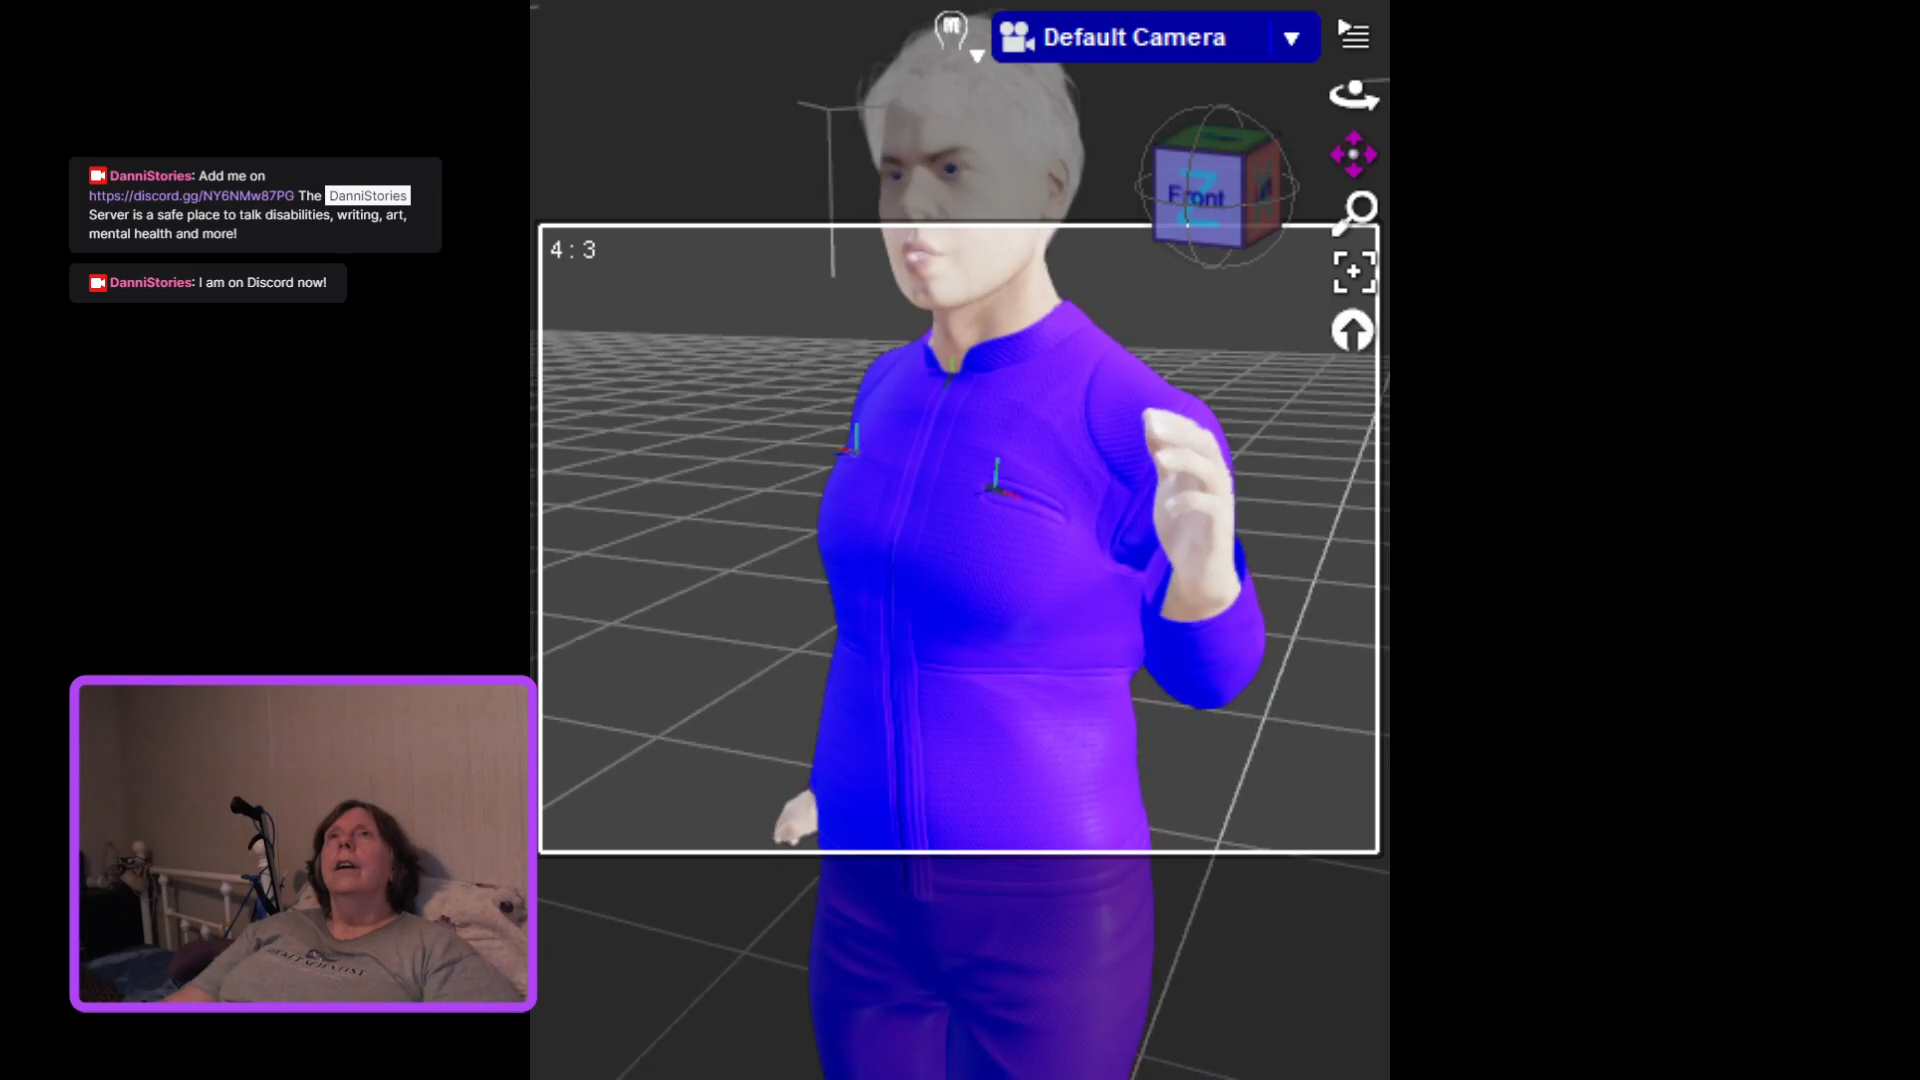 Default Camera
DanniStories: Add me on
https://discord.gg/NY6NMw87PG The DanniStories
Server is a safe place to talk disabilities, writing, art,
mental health and more!
DanniStories: I am on Discord now!
Front
Z
4 : 3